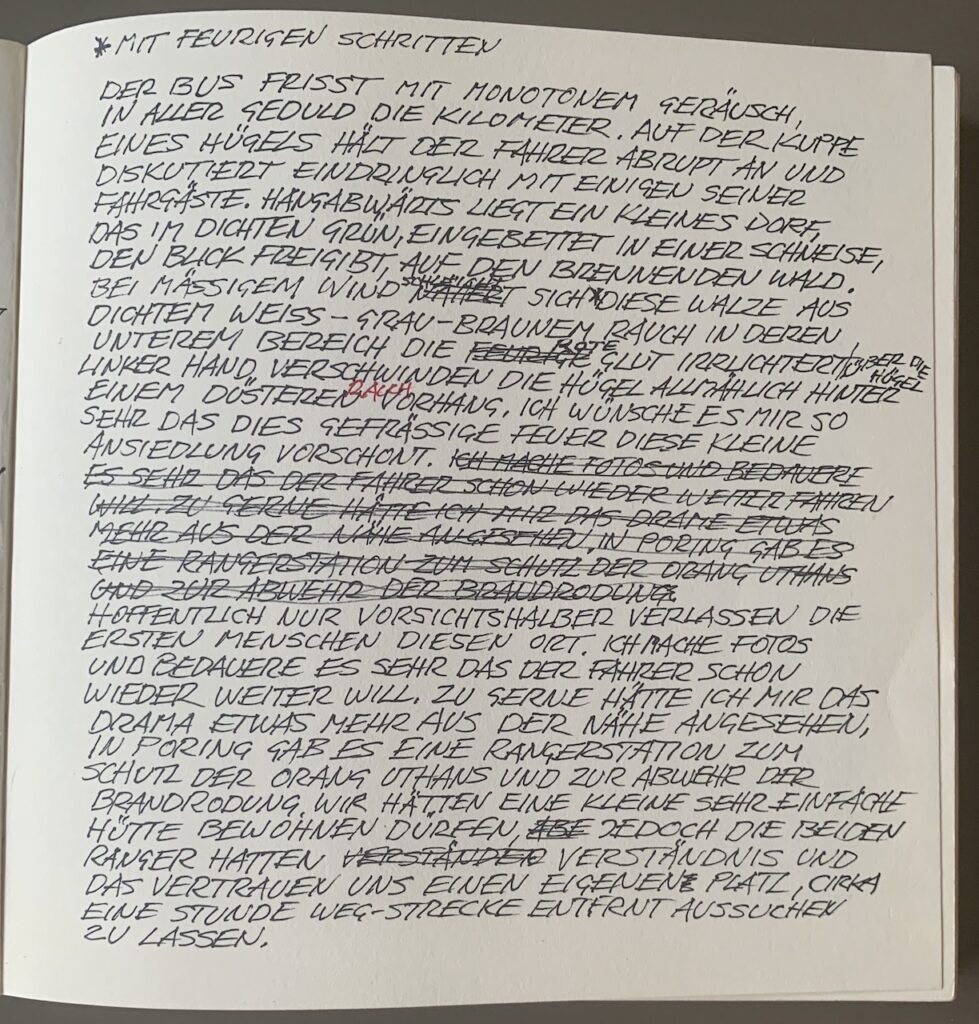 * MIT FEURIGEN SCHRITTEN
DER BUS FRISST MIT MONOTONEM GERÄUSCH,
IN ALLER GEDULD DIE KILOMETER. AUF DER KUPPE
EINES HÜGELS HÄLT DER FAHRER ABRUPT AN UND
DISKUTIERT EINDRINGLICH MIT EINIGEN SEINER
FAHRGÄSTE. HANGABWÄRTS LIEGT EIN KLEINES DORF,
DAS IM DICHTEN GRÜN, EINGEBETTET IN EINER SCHNEISE,
DEN BLICK FREIGIBT, AUF DEN BRENNENDEN WALD.
BEI MÄSSIGEM WIND NÄHERT SICH DIESE WALZE AUS
DICHTEM WEISS-GRAU-BRAUNEM RAUCH IN DEREN
UNTEREM BEREICH DIE FEURIGE ROTE GLUT IRRLICHTERT, ÜBER DIE HÜGEL
LINKER HAND VERSCHWINDEN DIE HÜGEL ALLMÄHLICH HINTER
EINEM DÜSTEREN RAUCH VORHANG. ICH WÜNSCHE ES MIR SO
SEHR DAS DIES GEFRÄSSIGE FEUER DIESE KLEINE
ANSIEDLUNG VORSCHONT. ICH MACHE FOTOS UND BEDAUERE
ES SEHR DAS DER FAHRER SCHON WIEDER WEITER FAHREN
WILL. ZU GERNE HÄTTE ICH MIR DAS DRAME ETWAS
MEHR AUS DER NÄHE ANGESEHEN. IN PORING GAB ES
EINE RANGERSTATION ZUM SCHUTZ DER ORANG UTHANS
UND ZUR ABWEHR DER BRANDRODUNG.
HOFFENTLICH NUR VORSICHTSHALBER VERLASSEN DIE
ERSTEN MENSCHEN DIESEN ORT. ICH MACHE FOTOS
UND BEDAUERE ES SEHR DAS DER FAHRER SCHON
WIEDER WEITER WILL. ZU GERNE HÄTTE ICH MIR DAS
DRAMA ETWAS MEHR AUS DER NÄHE ANGESEHEN,
IN PORING GAB ES EINE RANGERSTATION ZUM
SCHUTZ DER ORANG UTHANS UND ZUR ABWEHR DER
BRANDRODUNG. WIR HÄTTEN EINE KLEINE SEHR EINFACHE
HÜTTE BEWOHNEN DÜRFEN, ABE JEDOCH DIE BEIDEN
RANGER HATTEN VERSTÄNDEN VERSTÄNDNIS UND
DAS VERTRAUEN UNS EINEN EIGENEN PLATZ, CIRKA
EINE STUNDE WEG-STRECKE ENTFRNT AUSSUCHEN
ZU LASSEN.